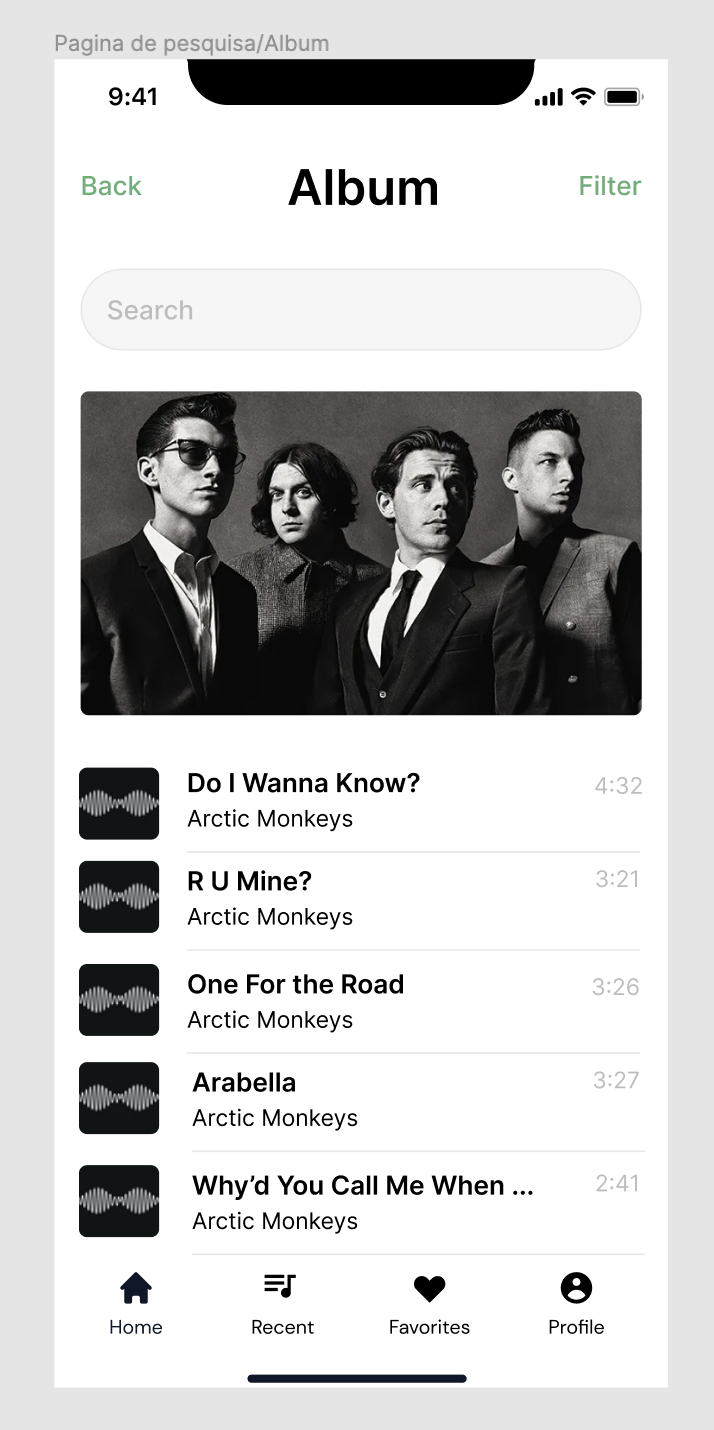 Pagina de pesquisa/Album
9:41
Back
Album
Filter
Search
Do I Wanna Know?
4:32
Arctic Monkeys
R U Mine?
3:21
Arctic Monkeys
One For the Road
3:26
Arctic Monkeys
Arabella
3:27
Arctic Monkeys
Why’d You Call Me When ...
2:41
Arctic Monkeys
Home
Recent
Favorites
Profile